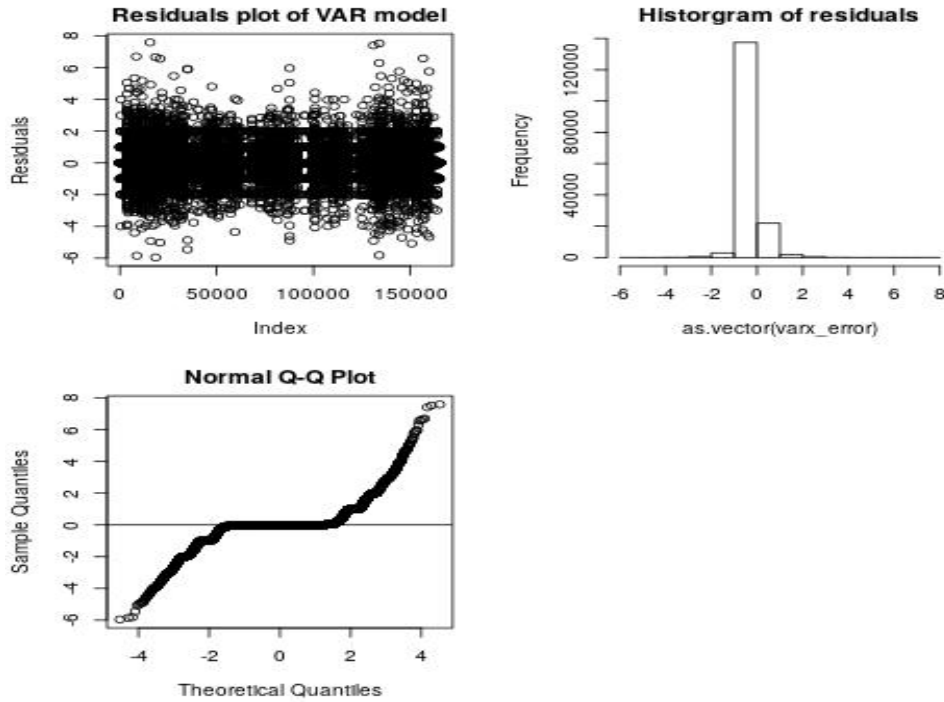 Residuals plot of VAR model
8
6
4
2
0
-2
-4
-6
Residuals
0 50000 100000 150000
Index
Historgram of residuals
120000
80000
40000
0
Frequency
-6 -4 -2 0 2 4 6 8
as.vector(varx_error)
Normal Q-Q Plot
8
6
4
2
0
-2
-4
-6
Sample Quantiles
-4 -2 0 2 4
Theoretical Quantiles